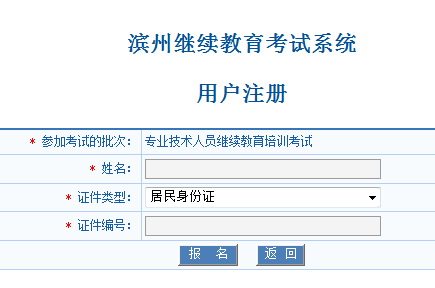 滨州继续教育考试系统
用户注册
* 参加考试的批次： 专业技术人员继续教育培训考试
* 姓名：
* 证件类型： 居民身份证
* 证件编号：
报 名 返 回